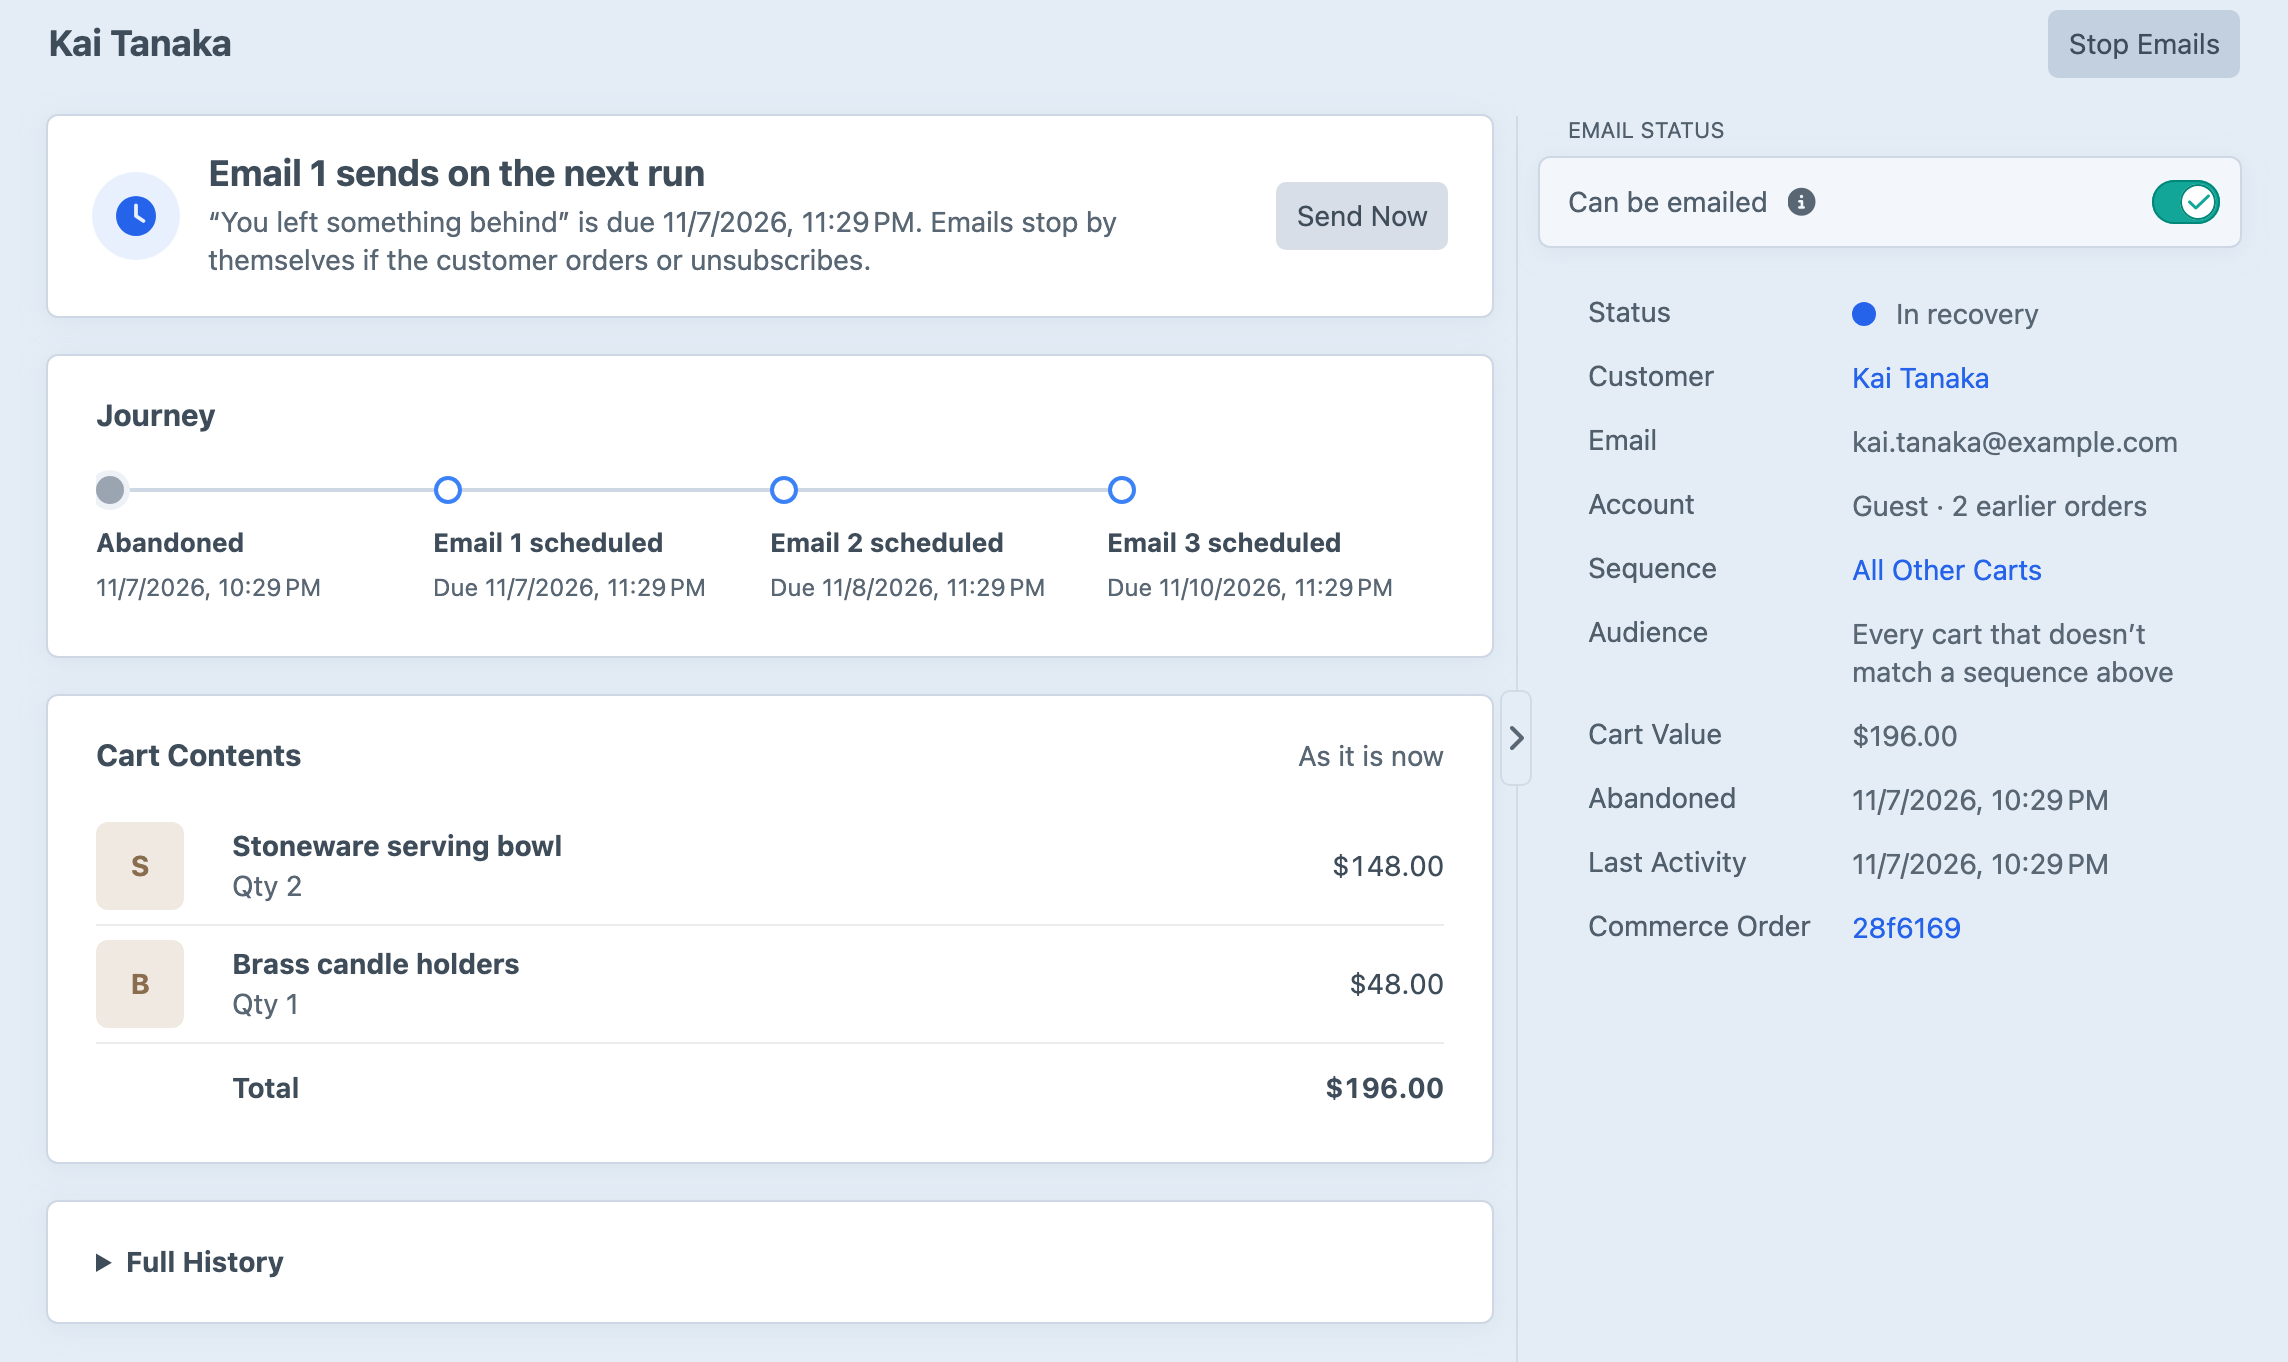 Kai Tanaka
Stop Emails
Email 1 sends on the next run
“You left something behind” is due 11/7/2026, 11:29 PM. Emails stop by
themselves if the customer orders or unsubscribes.
Send Now
Journey
Abandoned
11/7/2026, 10:29 PM
Email 1 scheduled
Due 11/7/2026, 11:29 PM
Email 2 scheduled
Due 11/8/2026, 11:29 PM
Email 3 scheduled
Due 11/10/2026, 11:29 PM
Cart Contents
As it is now
S
Stoneware serving bowl
Qty 2
$148.00
B
Brass candle holders
Qty 1
$48.00
Total
$196.00
Full History
EMAIL STATUS
Can be emailed
Status
In recovery
Customer
Kai Tanaka
Email
kai.tanaka@example.com
Account
Guest · 2 earlier orders
Sequence
All Other Carts
Audience
Every cart that doesn’t
match a sequence above
Cart Value
$196.00
Abandoned
11/7/2026, 10:29 PM
Last Activity
11/7/2026, 10:29 PM
Commerce Order
28f6169